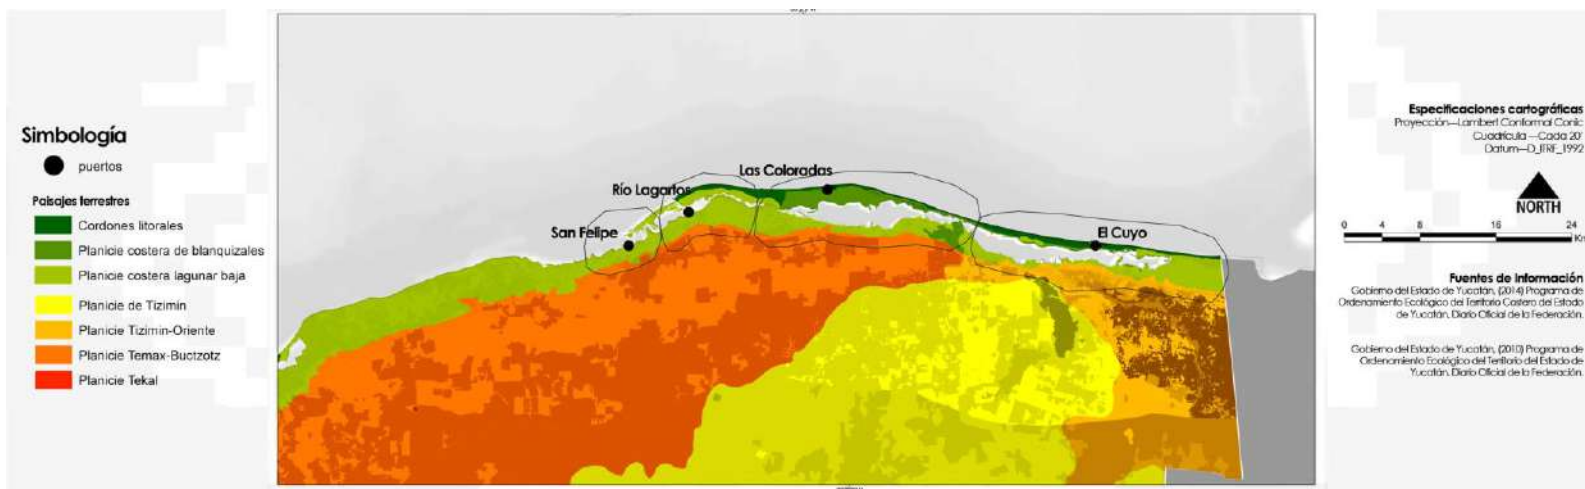 Simbología
puertos
Paisajes terrestres
Cordones litorales
Planicie costera de blanquizales
Planicie costera lagunar baja
Planicie de Tizimin
Planicie Tizimin-Oriente
Planicie Temax-Buctzotz
Planicie Tekal
Las Coloradas
Río Lagartos
San Felipe
El Cuyo
Especificaciones cartográficas
Proyección—Lambert Conformal Conic
Cuadrícula—Cada 20'
Datum—D_ITRF_1992
NORTH
0 4 8 16 24
Km
Fuentes de Información
Gobierno del Estado de Yucatán, (2014) Programa de
Ordenamiento Ecológico del Territorio Costero del Estado
de Yucatán. Diario Oficial de la Federación.
Gobierno del Estado de Yucatán, (2010) Programa de
Ordenamiento Ecológico del Territorio del Estado de
Yucatán. Diario Oficial de la Federación.